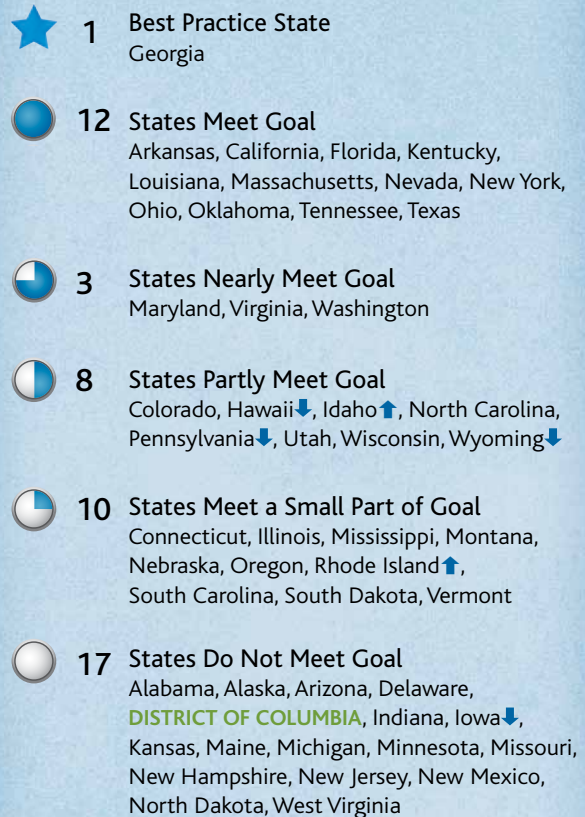 1 Best Practice State
Georgia
12 States Meet Goal
Arkansas, California, Florida, Kentucky,
Louisiana, Massachusetts, Nevada, New York,
Ohio, Oklahoma, Tennessee, Texas
3 States Nearly Meet Goal
Maryland, Virginia, Washington
8 States Partly Meet Goal
Colorado, Hawaii⬇, Idaho⬆, North Carolina,
Pennsylvania⬇, Utah, Wisconsin, Wyoming⬇
10 States Meet a Small Part of Goal
Connecticut, Illinois, Mississippi, Montana,
Nebraska, Oregon, Rhode Island⬆,
South Carolina, South Dakota, Vermont
17 States Do Not Meet Goal
Alabama, Alaska, Arizona, Delaware,
DISTRICT OF COLUMBIA, Indiana, Iowa⬇,
Kansas, Maine, Michigan, Minnesota, Missouri,
New Hampshire, New Jersey, New Mexico,
North Dakota, West Virginia